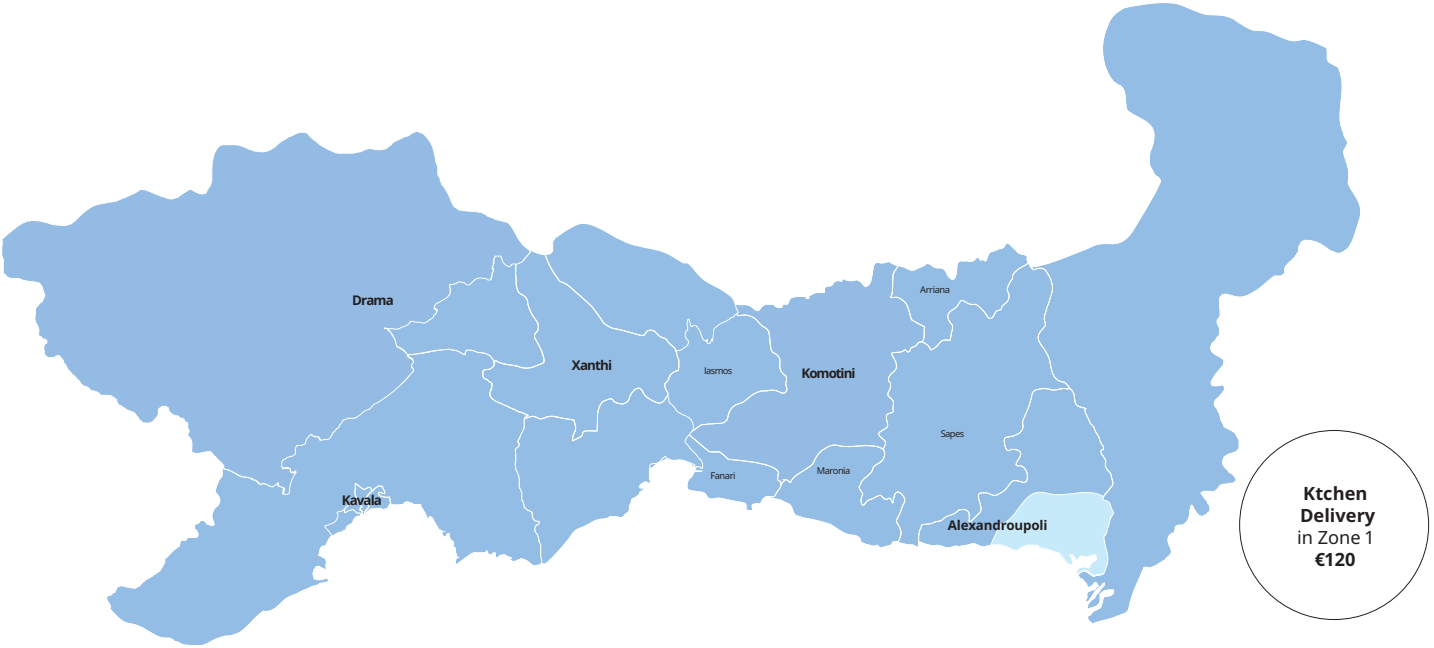 Arriana
Drama
Xanthi
Iasmos
Komotini
Sapes
Maronia
Fanari
Kavala
Alexandroupoli
Ktchen
Delivery
in Zone 1
€120